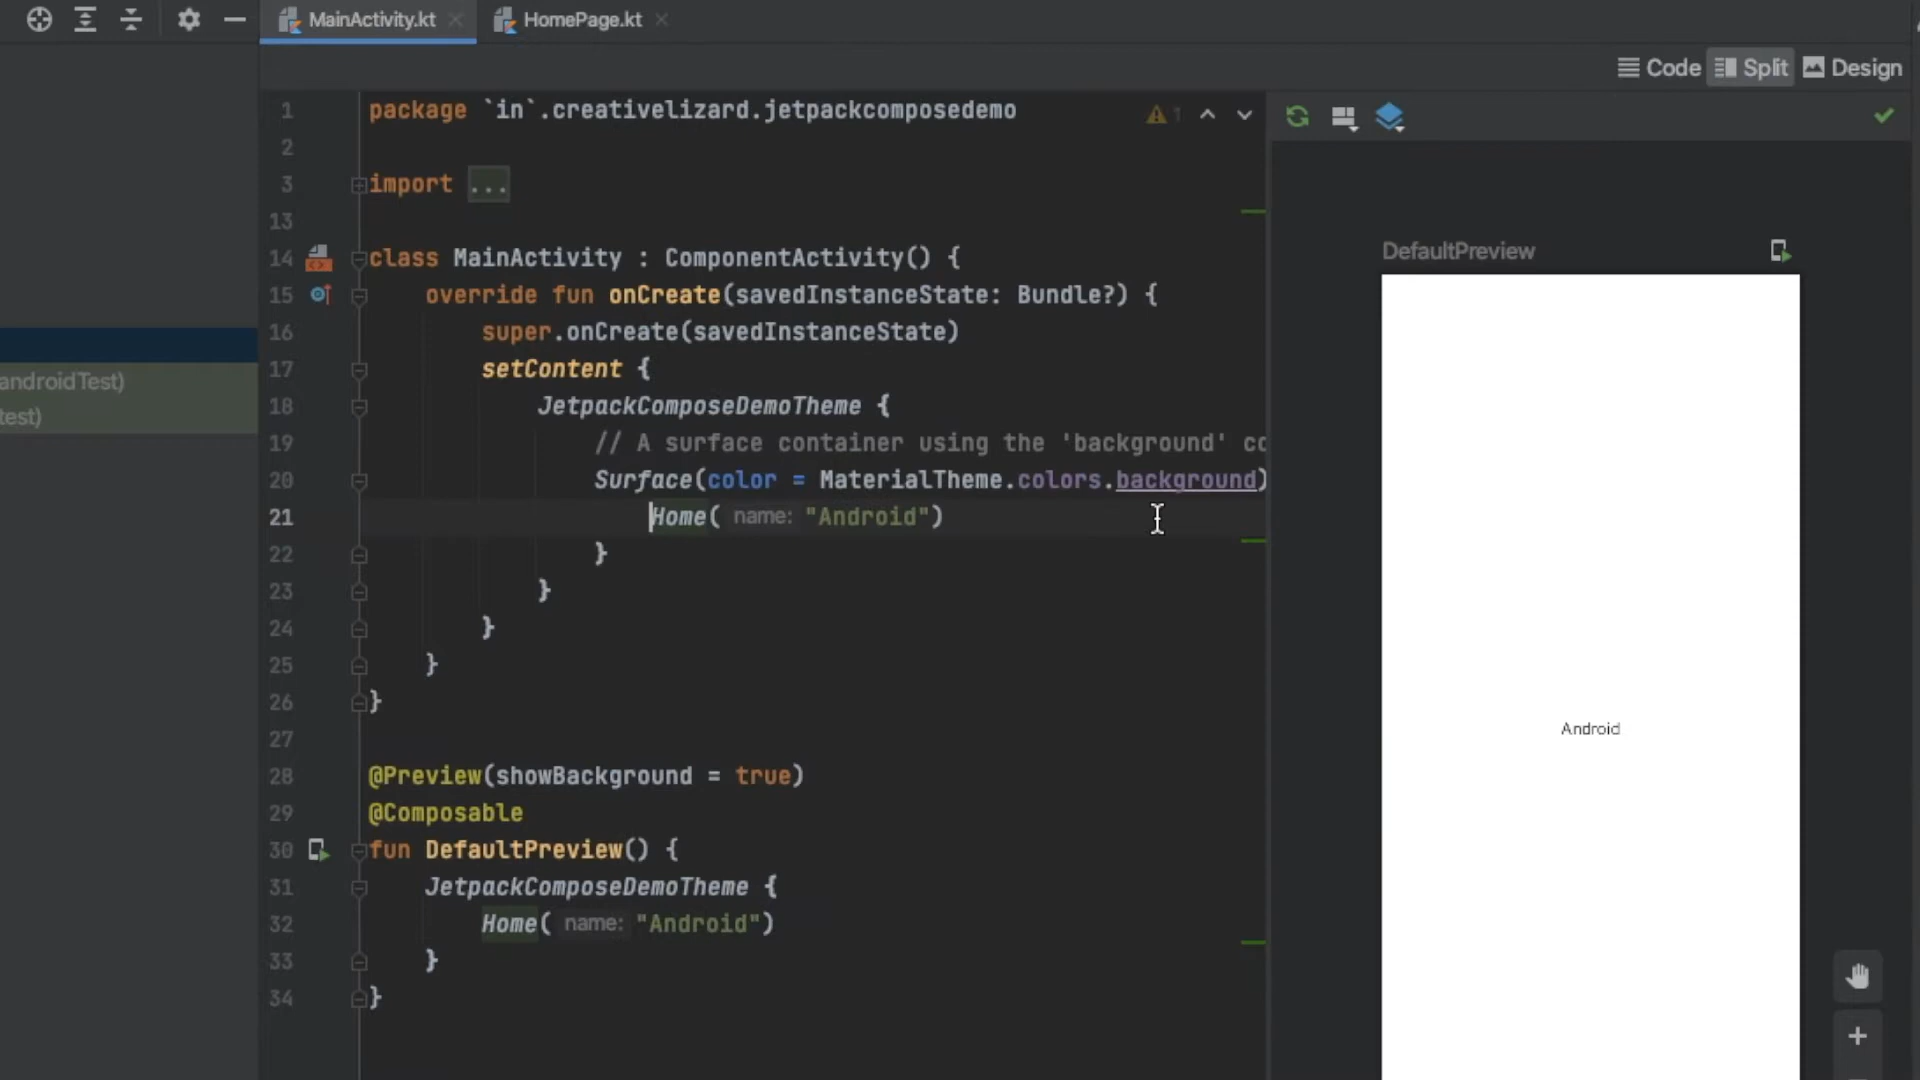 MainActivity.kt
HomePage.kt
Code
Split
Design
androidTest)
test)
1 package `in`.creativelizard.jetpackcomposedemo
1
2
3 import ...
13
14 class MainActivity : ComponentActivity() {
15 override fun onCreate(savedInstanceState: Bundle?) {
16 super.onCreate(savedInstanceState)
17 setContent {
18 JetpackComposeDemoTheme {
19 // A surface container using the 'background' co
20 Surface(color = MaterialTheme.colors.background)
21 Home( name: "Android")
22 }
23 }
24 }
25 }
26 }
27
28 @Preview(showBackground = true)
29 @Composable
30 fun DefaultPreview() {
31 JetpackComposeDemoTheme {
32 Home( name: "Android")
33 }
34 }
DefaultPreview
Android